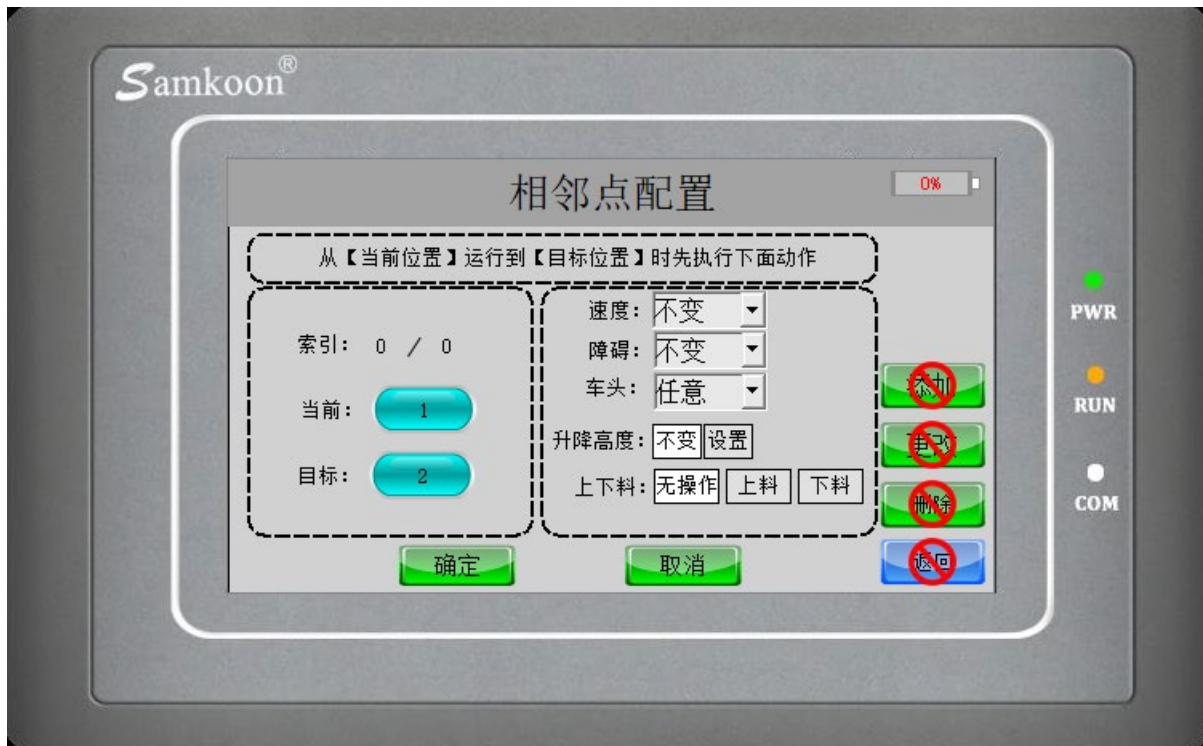 Samkoon®
相邻点配置
0%
从【当前位置】运行到【目标位置】时先执行下面动作
速度: 不变
索引: 0 / 0
障碍: 不变
PWR
车头: 任意
添加
当前: 1
RUN
升降高度: 不变 设置
更改
目标: 2
上下料: 无操作 上料 下料
删除
COM
确定 取消
返回